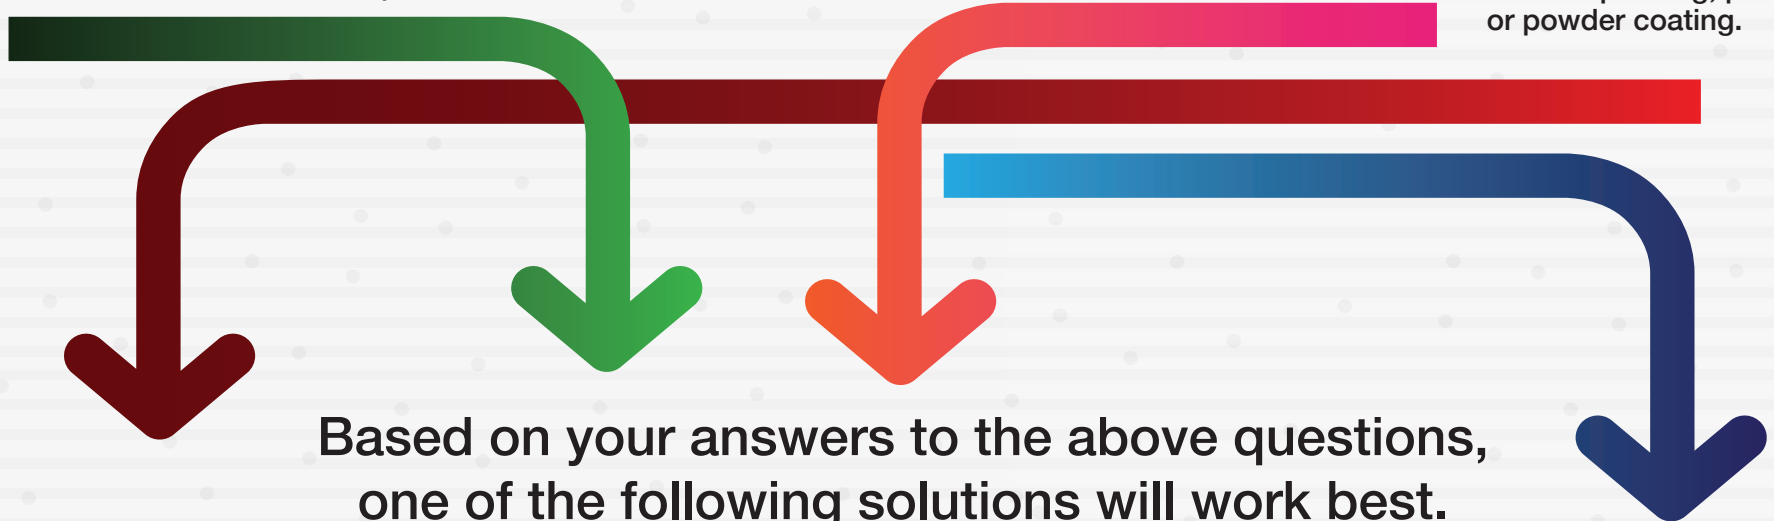 or powder coating.
Based on your answers to the above questions,
one of the following solutions will work best.